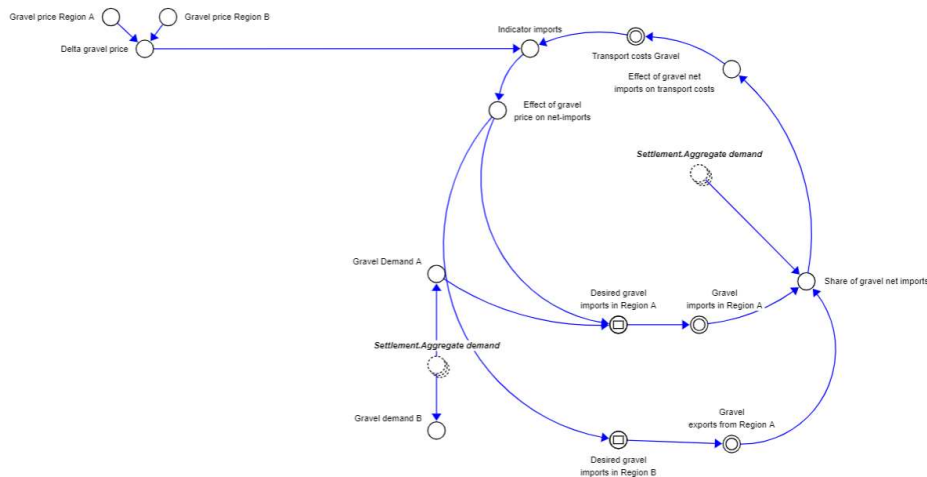 Gravel price Region A
Gravel price Region B
Delta gravel price
Indicator imports
Transport costs Gravel
Effect of gravel net
imports on transport costs
Effect of gravel
price on net-imports
Settlement.Aggregate demand
Gravel Demand A
Desired gravel
imports in Region A
Gravel
imports in Region A
Share of gravel net imports
Settlement.Aggregate demand
Gravel demand B
Desired gravel
imports in Region B
Gravel
exports from Region A